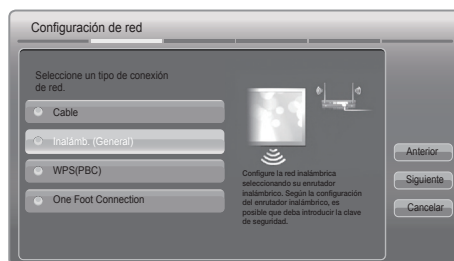 Configuración de red
Seleccione un tipo de conexión
de red.
Cable
Inalámb. (General)
WPS(PBC)
One Foot Connection
Configure la red inalámbrica
seleccionando su enrutador
inalámbrico. Según la configuración
del enrutador inalámbrico, es
posible que deba introducir la clave
de seguridad.
Anterior
Siguiente
Cancelar